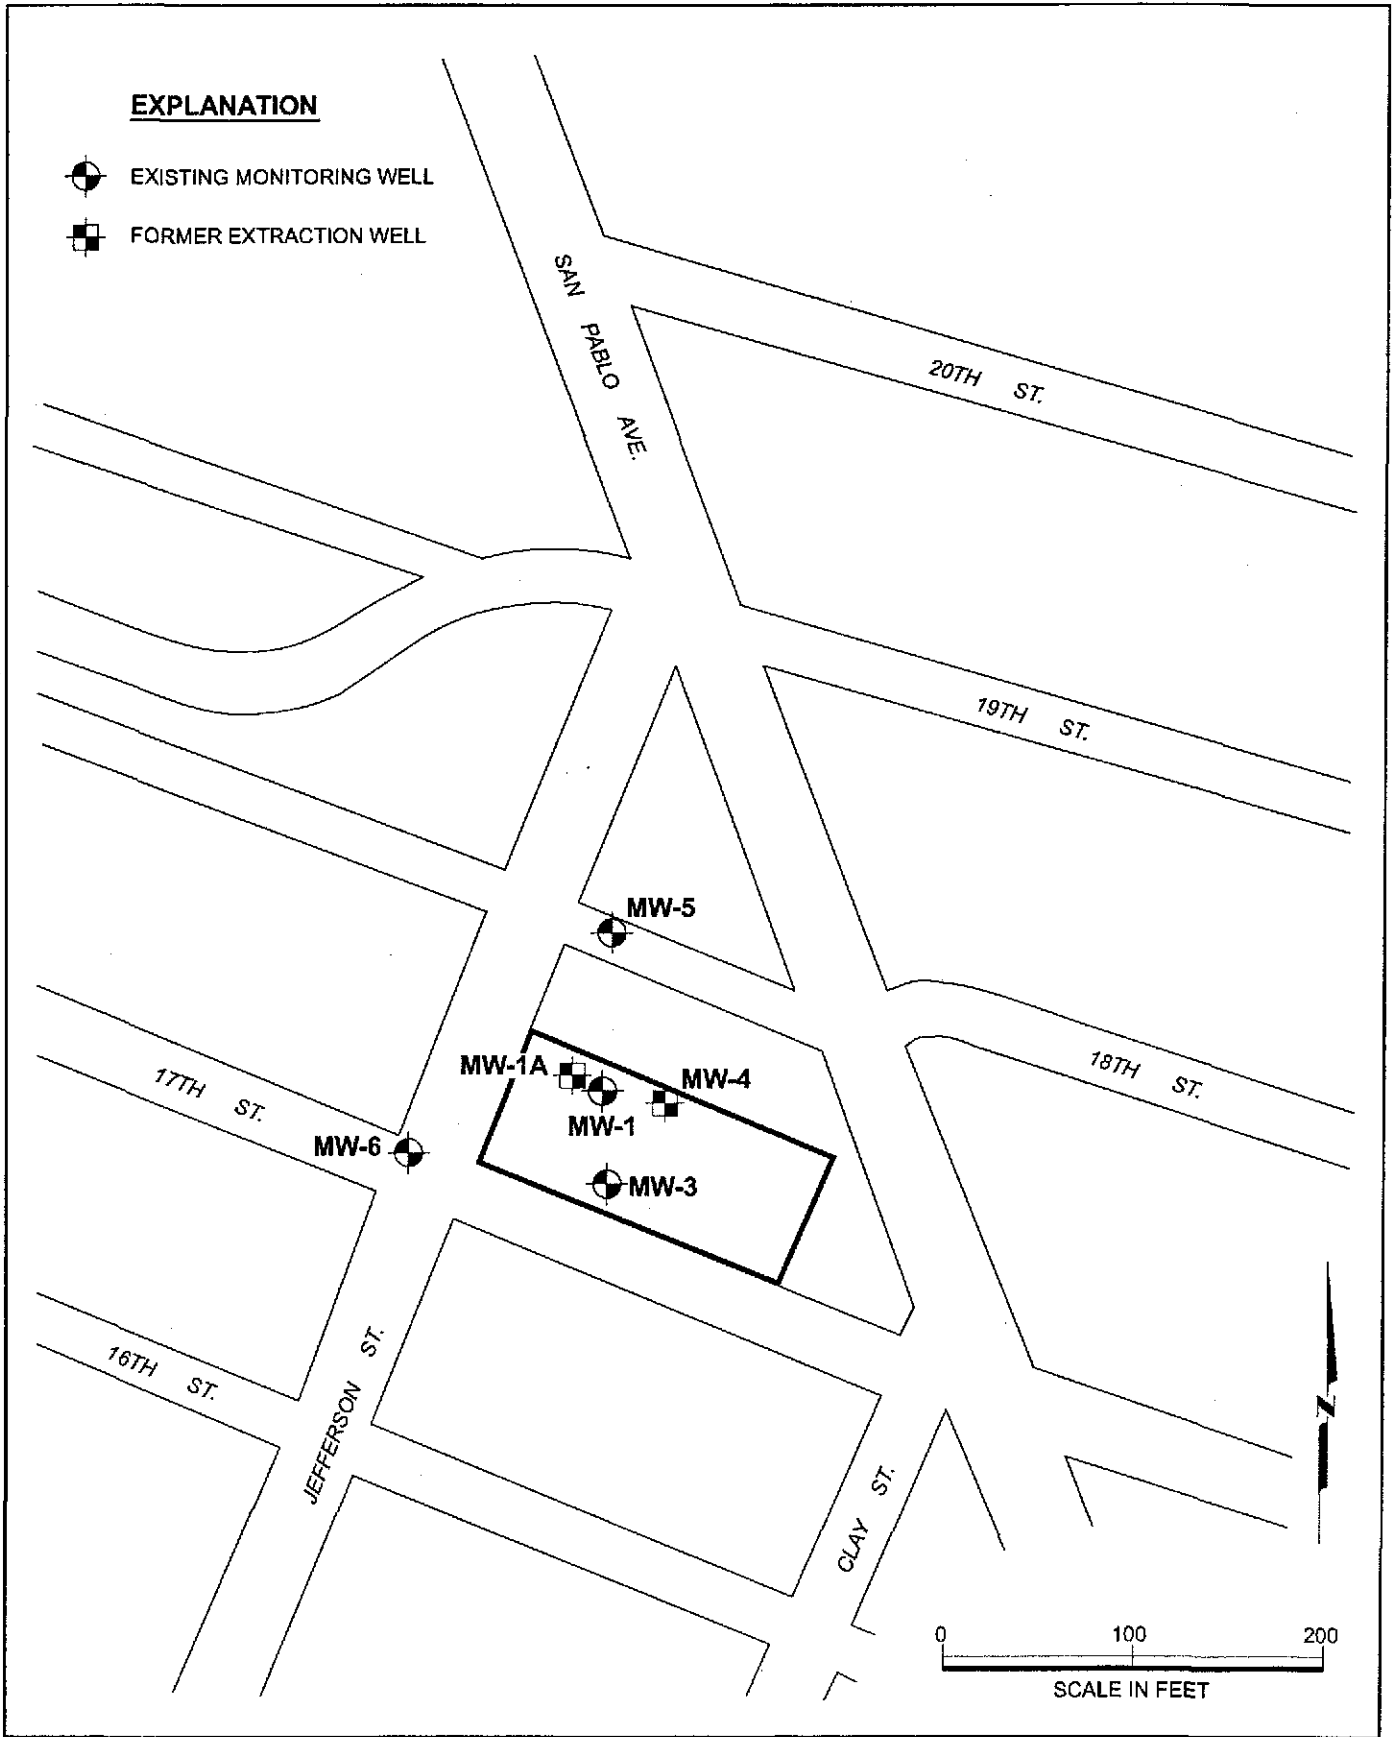 EXPLANATION
EXISTING MONITORING WELL
FORMER EXTRACTION WELL
SAN PABLO AVE.
20TH ST.
19TH ST.
MW-5
18TH ST.
MW-1A
MW-4
17TH ST.
MW-1
MW-6
MW-3
16TH ST.
JEFFERSON ST.
N
CLAY ST.
0 100 200
SCALE IN FEET